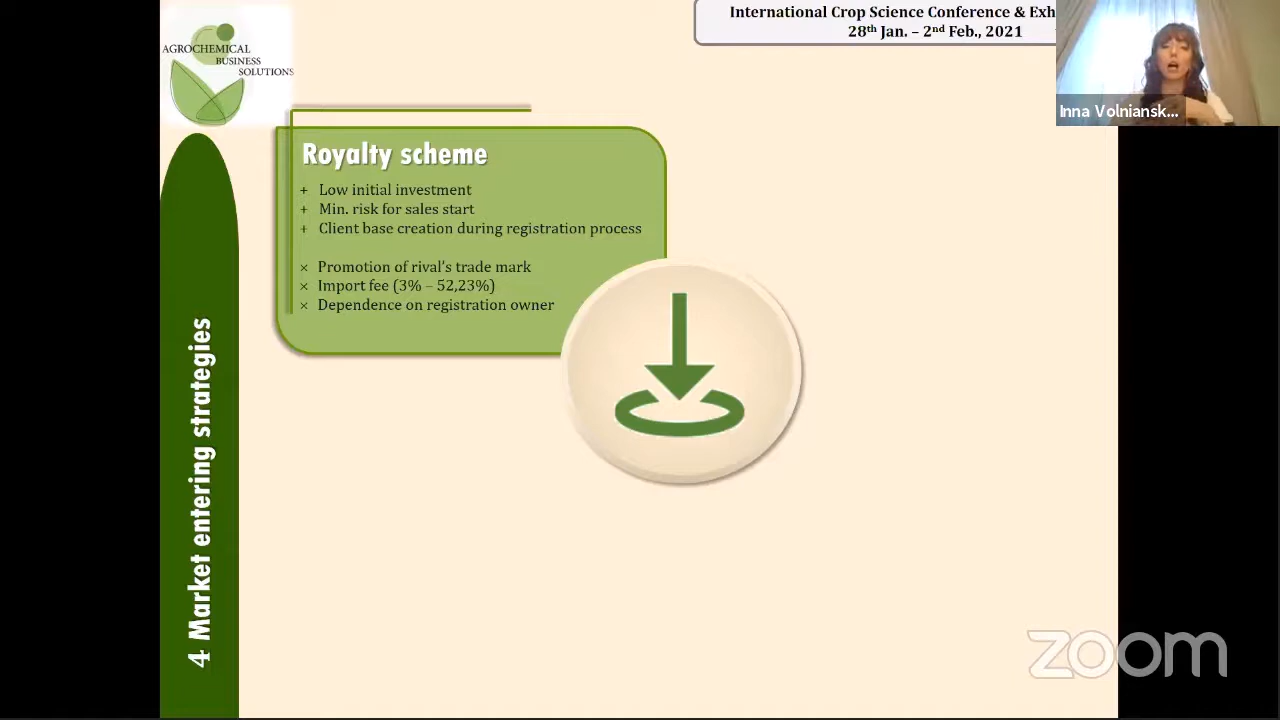 AGROCHEMICAL
BUSINESS
SOLUTIONS
International Crop Science Conference & Exh
28th Jan. – 2nd Feb., 2021
Inna Volniansk...
Royalty scheme
+ Low initial investment
+ Min. risk for sales start
+ Client base creation during registration process
× Promotion of rival's trade mark
× Import fee (3% – 52,23%)
× Dependence on registration owner
4 Market entering strategies
zoom